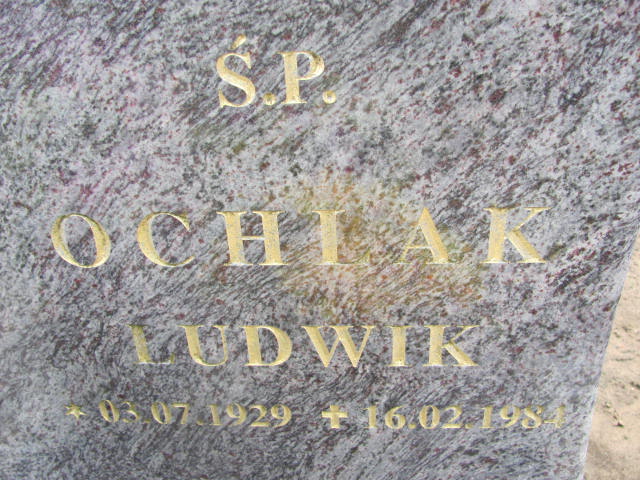 Ś.P.
OCHLAK
LUDWIK
* 03.07.1929 ✝ 16.02.1984